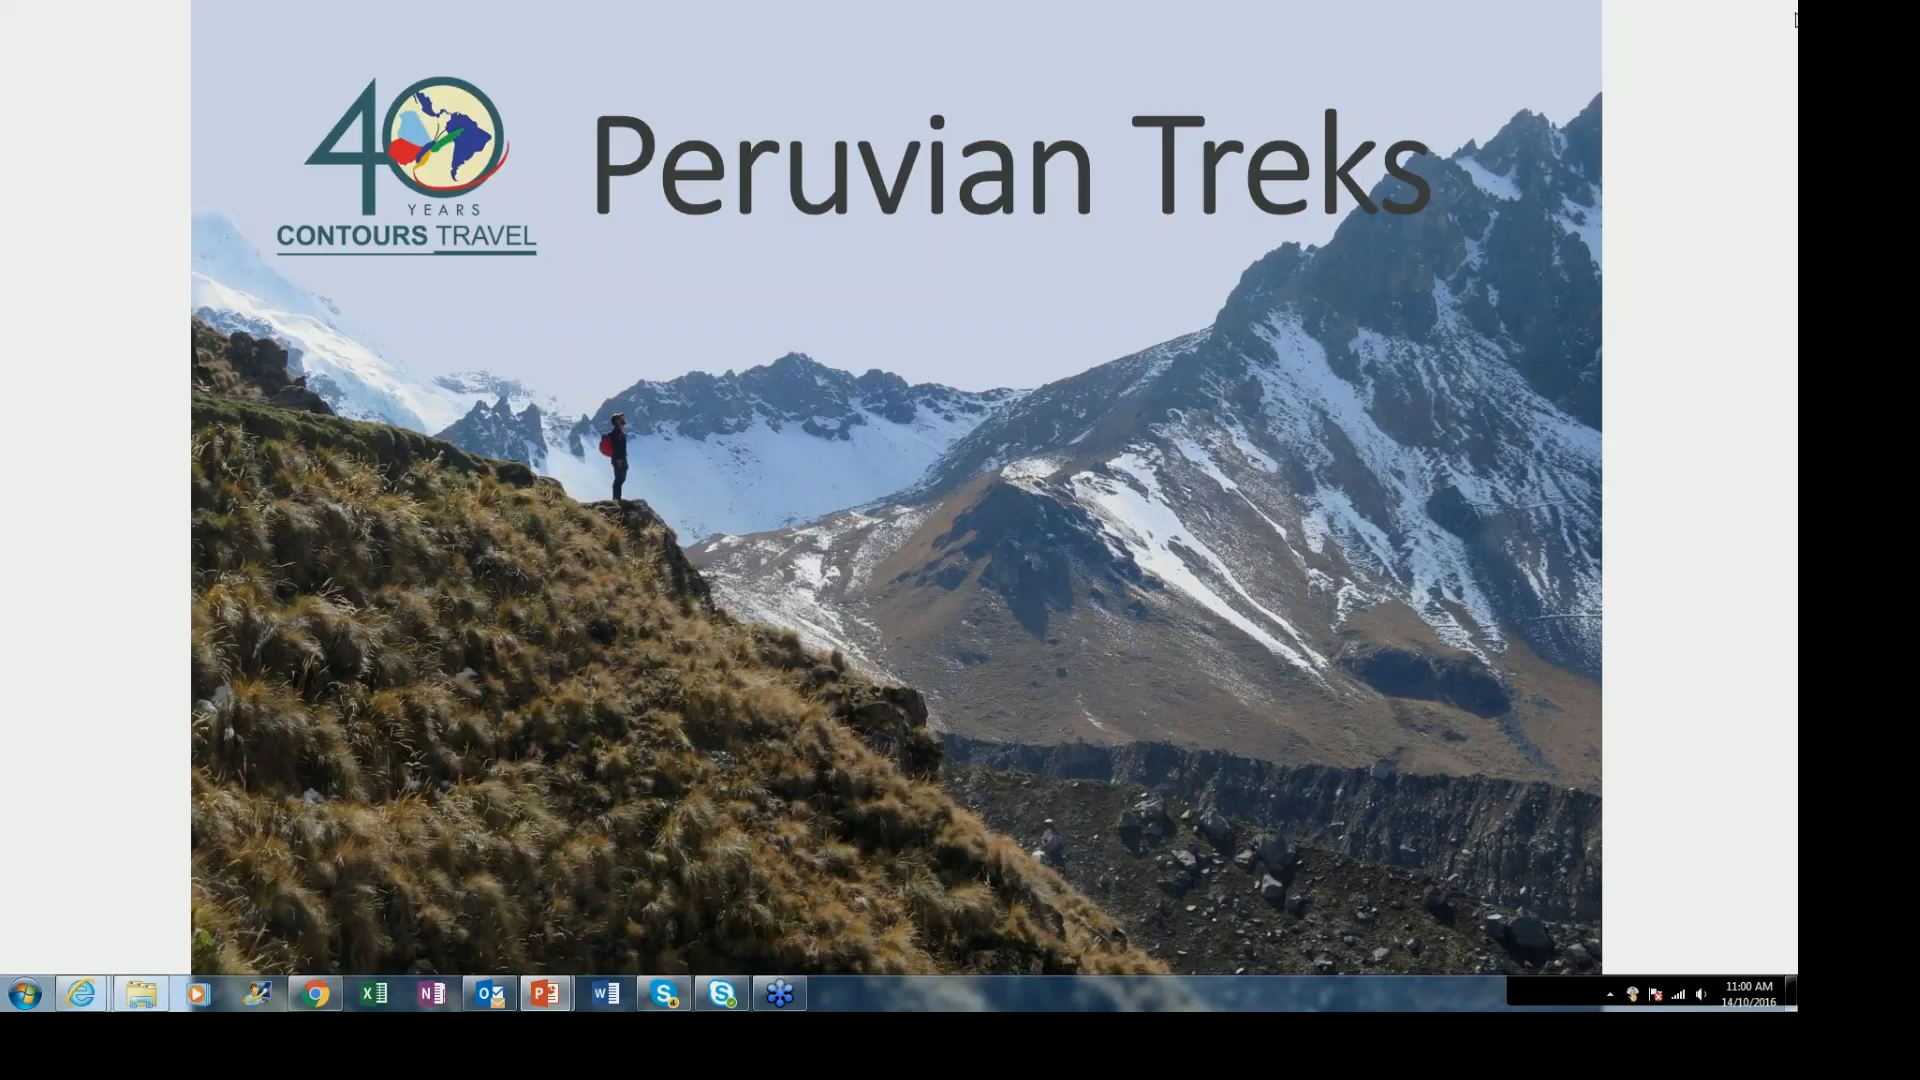 40
YEARS
CONTOURS TRAVEL
Peruvian Treks
11:00 AM
14/10/2016